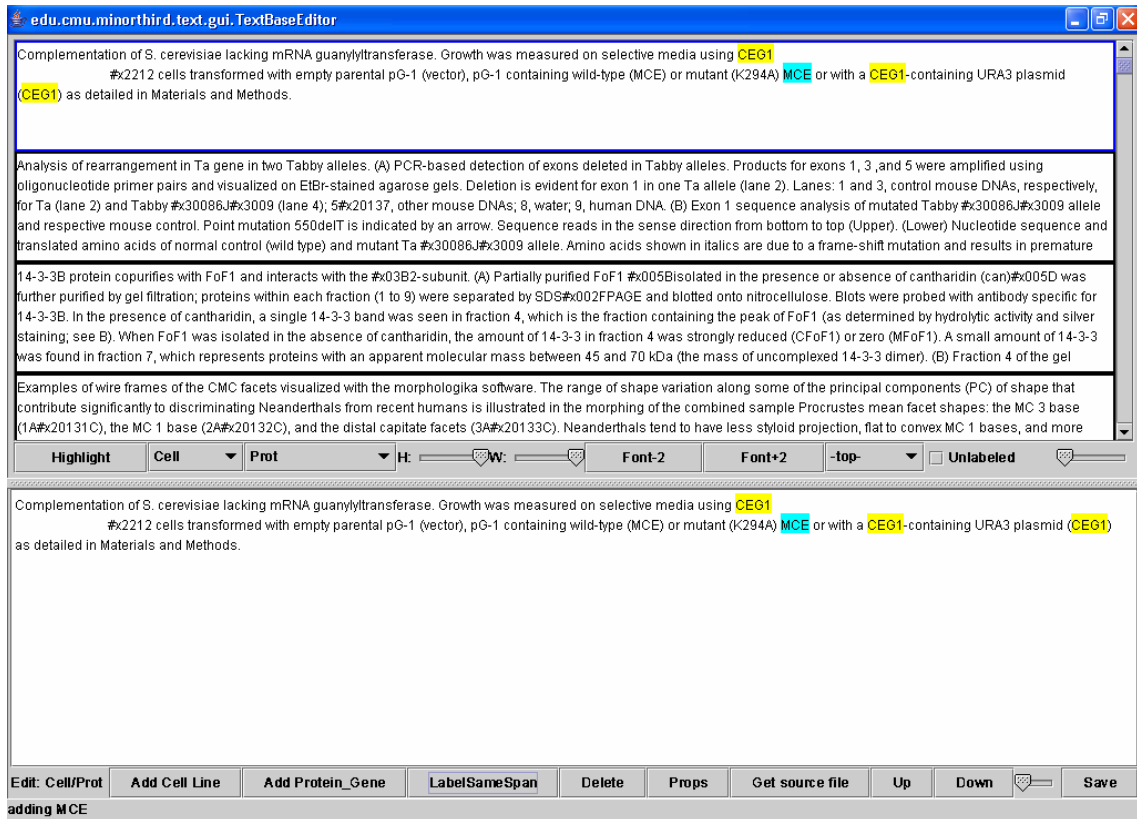 edu.cmu.minorthird.text.gui.TextBaseEditor
Complementation of S. cerevisiae lacking mRNA guanylyltransferase. Growth was measured on selective media using CEG1
#x2212 cells transformed with empty parental pG-1 (vector), pG-1 containing wild-type (MCE) or mutant (K294A) MCE or with a CEG1-containing URA3 plasmid
(CEG1) as detailed in Materials and Methods.
Analysis of rearrangement in Ta gene in two Tabby alleles. (A) PCR-based detection of exons deleted in Tabby alleles. Products for exons 1, 3 ,and 5 were amplified using
oligonucleotide primer pairs and visualized on EtBr-stained agarose gels. Deletion is evident for exon 1 in one Ta allele (lane 2). Lanes: 1 and 3, control mouse DNAs, respectively,
for Ta (lane 2) and Tabby #x30086J#x3009 (lane 4); 5#x20137, other mouse DNAs; 8, water; 9, human DNA. (B) Exon 1 sequence analysis of mutated Tabby #x30086J#x3009 allele
and respective mouse control. Point mutation 550delT is indicated by an arrow. Sequence reads in the sense direction from bottom to top (Upper). (Lower) Nucleotide sequence and
translated amino acids of normal control (wild type) and mutant Ta #x30086J#x3009 allele. Amino acids shown in italics are due to a frame-shift mutation and results in premature
14-3-3B protein copurifies with FoF1 and interacts with the #x03B2-subunit. (A) Partially purified FoF1 #x005Bisolated in the presence or absence of cantharidin (can)#x005D was
further purified by gel filtration; proteins within each fraction (1 to 9) were separated by SDS#x002FPAGE and blotted onto nitrocellulose. Blots were probed with antibody specific for
14-3-3B. In the presence of cantharidin, a single 14-3-3 band was seen in fraction 4, which is the fraction containing the peak of FoF1 (as determined by hydrolytic activity and silver
staining; see B). When FoF1 was isolated in the absence of cantharidin, the amount of 14-3-3 in fraction 4 was strongly reduced (CFoF1) or zero (MFoF1). A small amount of 14-3-3
was found in fraction 7, which represents proteins with an apparent molecular mass between 45 and 70 kDa (the mass of uncomplexed 14-3-3 dimer). (B) Fraction 4 of the gel
Examples of wire frames of the CMC facets visualized with the morphologika software. The range of shape variation along some of the principal components (PC) of shape that
contribute significantly to discriminating Neanderthals from recent humans is illustrated in the morphing of the combined sample Procrustes mean facet shapes: the MC 3 base
(1A#x20131C), the MC 1 base (2A#x20132C), and the distal capitate facets (3A#x20133C). Neanderthals tend to have less styloid projection, flat to convex MC 1 bases, and more
Highlight Cell Prot H: W: Font-2 Font+2 -top- Unlabeled
Complementation of S. cerevisiae lacking mRNA guanylyltransferase. Growth was measured on selective media using CEG1
#x2212 cells transformed with empty parental pG-1 (vector), pG-1 containing wild-type (MCE) or mutant (K294A) MCE or with a CEG1-containing URA3 plasmid (CEG1)
as detailed in Materials and Methods.
Edit: Cell/Prot Add Cell Line Add Protein_Gene LabelSameSpan Delete Props Get source file Up Down Save
adding MCE